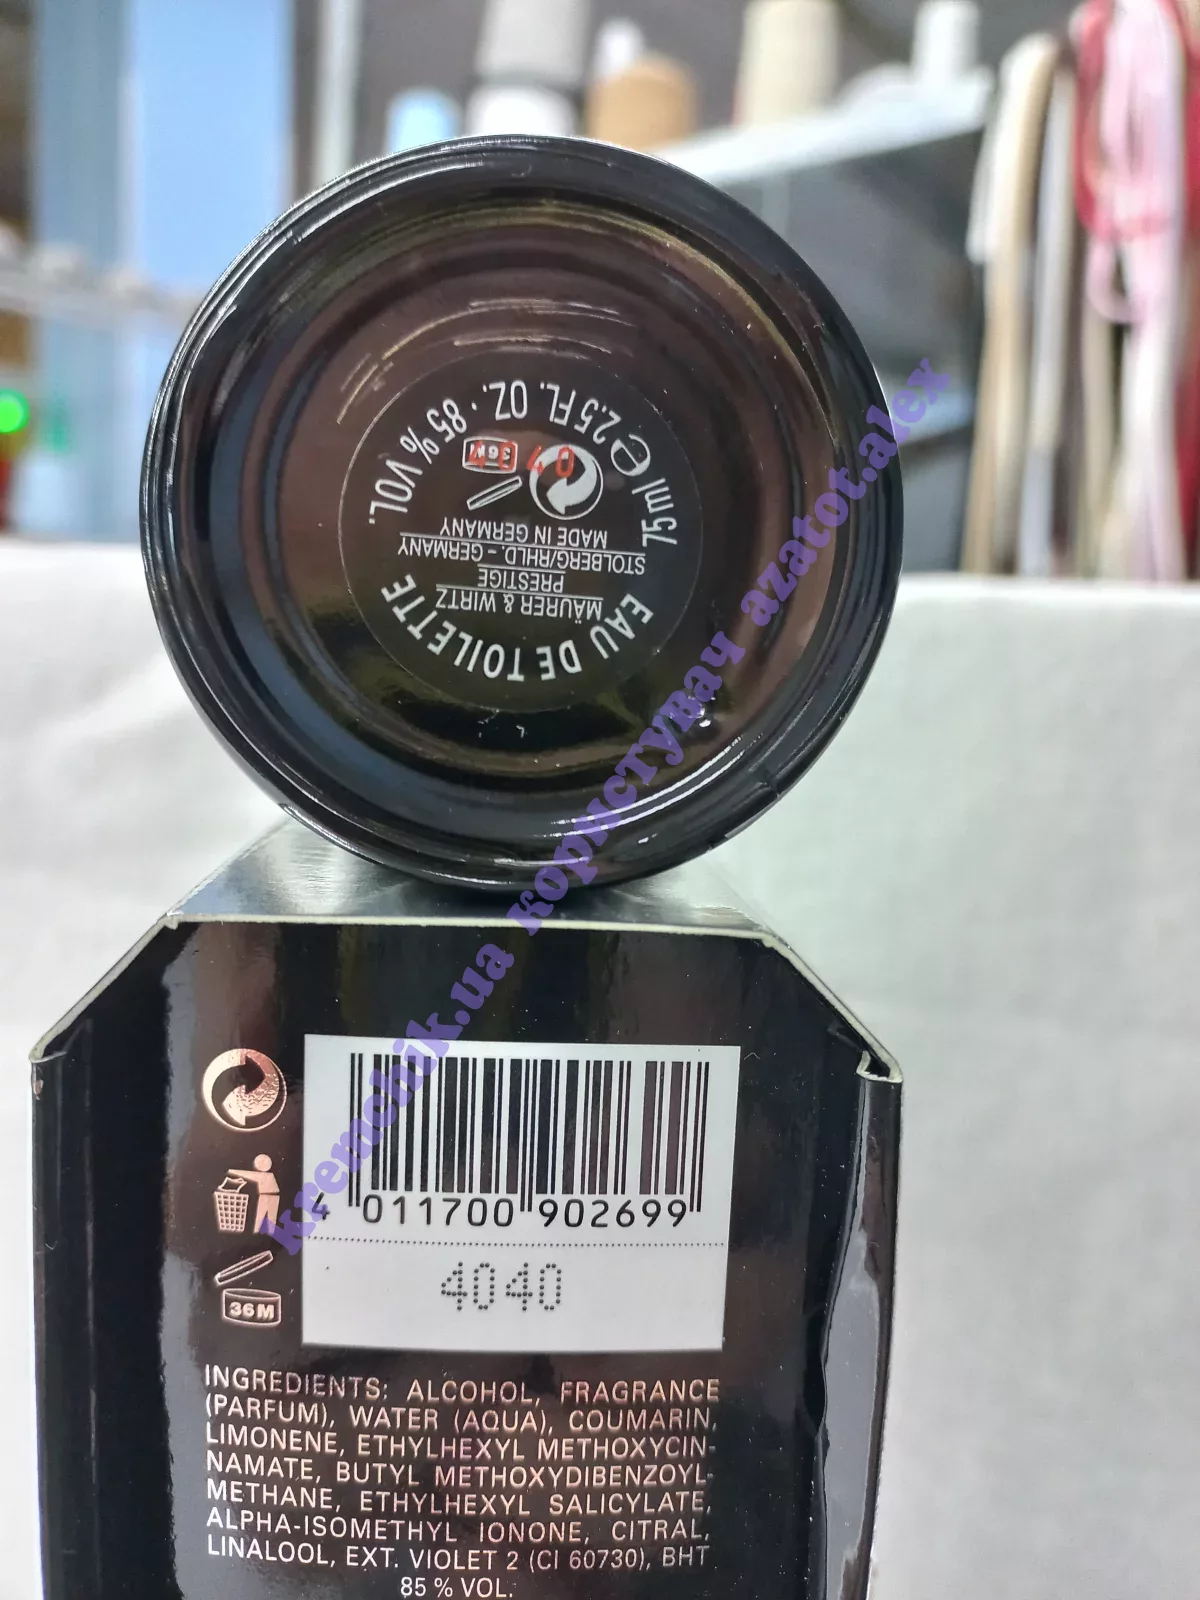 75ml ℮ 2.5 FL. OZ. · 85% VOL.
EAU DE TOILETTE
MÄURER & WIRTZ
PRESTIGE
STOLBERG/RHLD. - GERMANY
MADE IN GERMANY
36M
4040
kremchik.ua користувач azatot.alex
4 011700 902699
4040
36M
INGREDIENTS: ALCOHOL, FRAGRANCE
(PARFUM), WATER (AQUA), COUMARIN,
LIMONENE, ETHYLHEXYL METHOXYCIN-
NAMATE, BUTYL METHOXYDIBENZOYL-
METHANE, ETHYLHEXYL SALICYLATE,
ALPHA-ISOMETHYL IONONE, CITRAL,
LINALOOL, EXT. VIOLET 2 (CI 60730), BHT
85 % VOL.